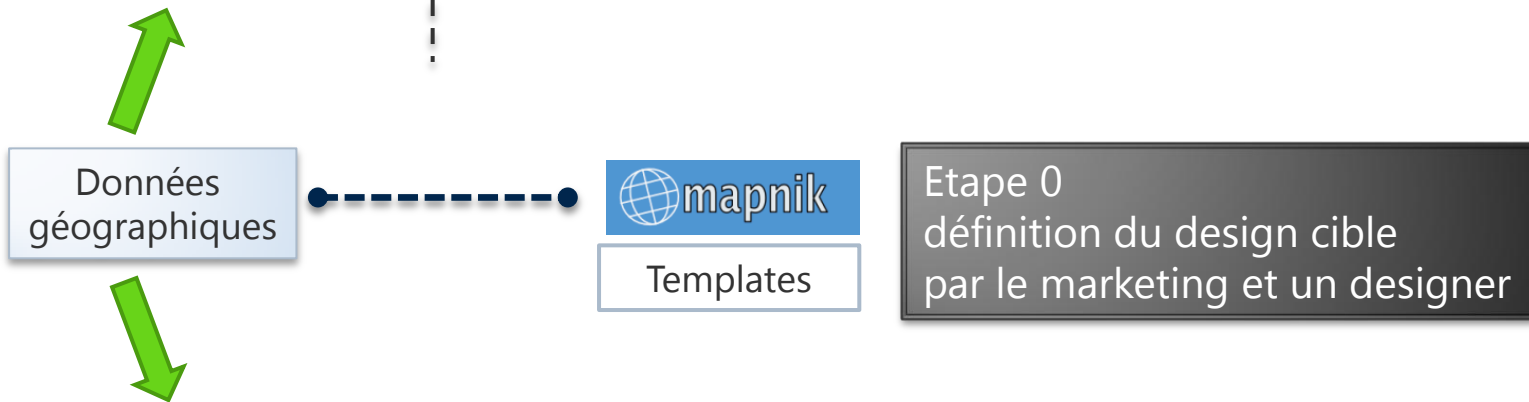 Données
géographiques
mapnik
Templates
Etape 0
définition du design cible
par le marketing et un designer